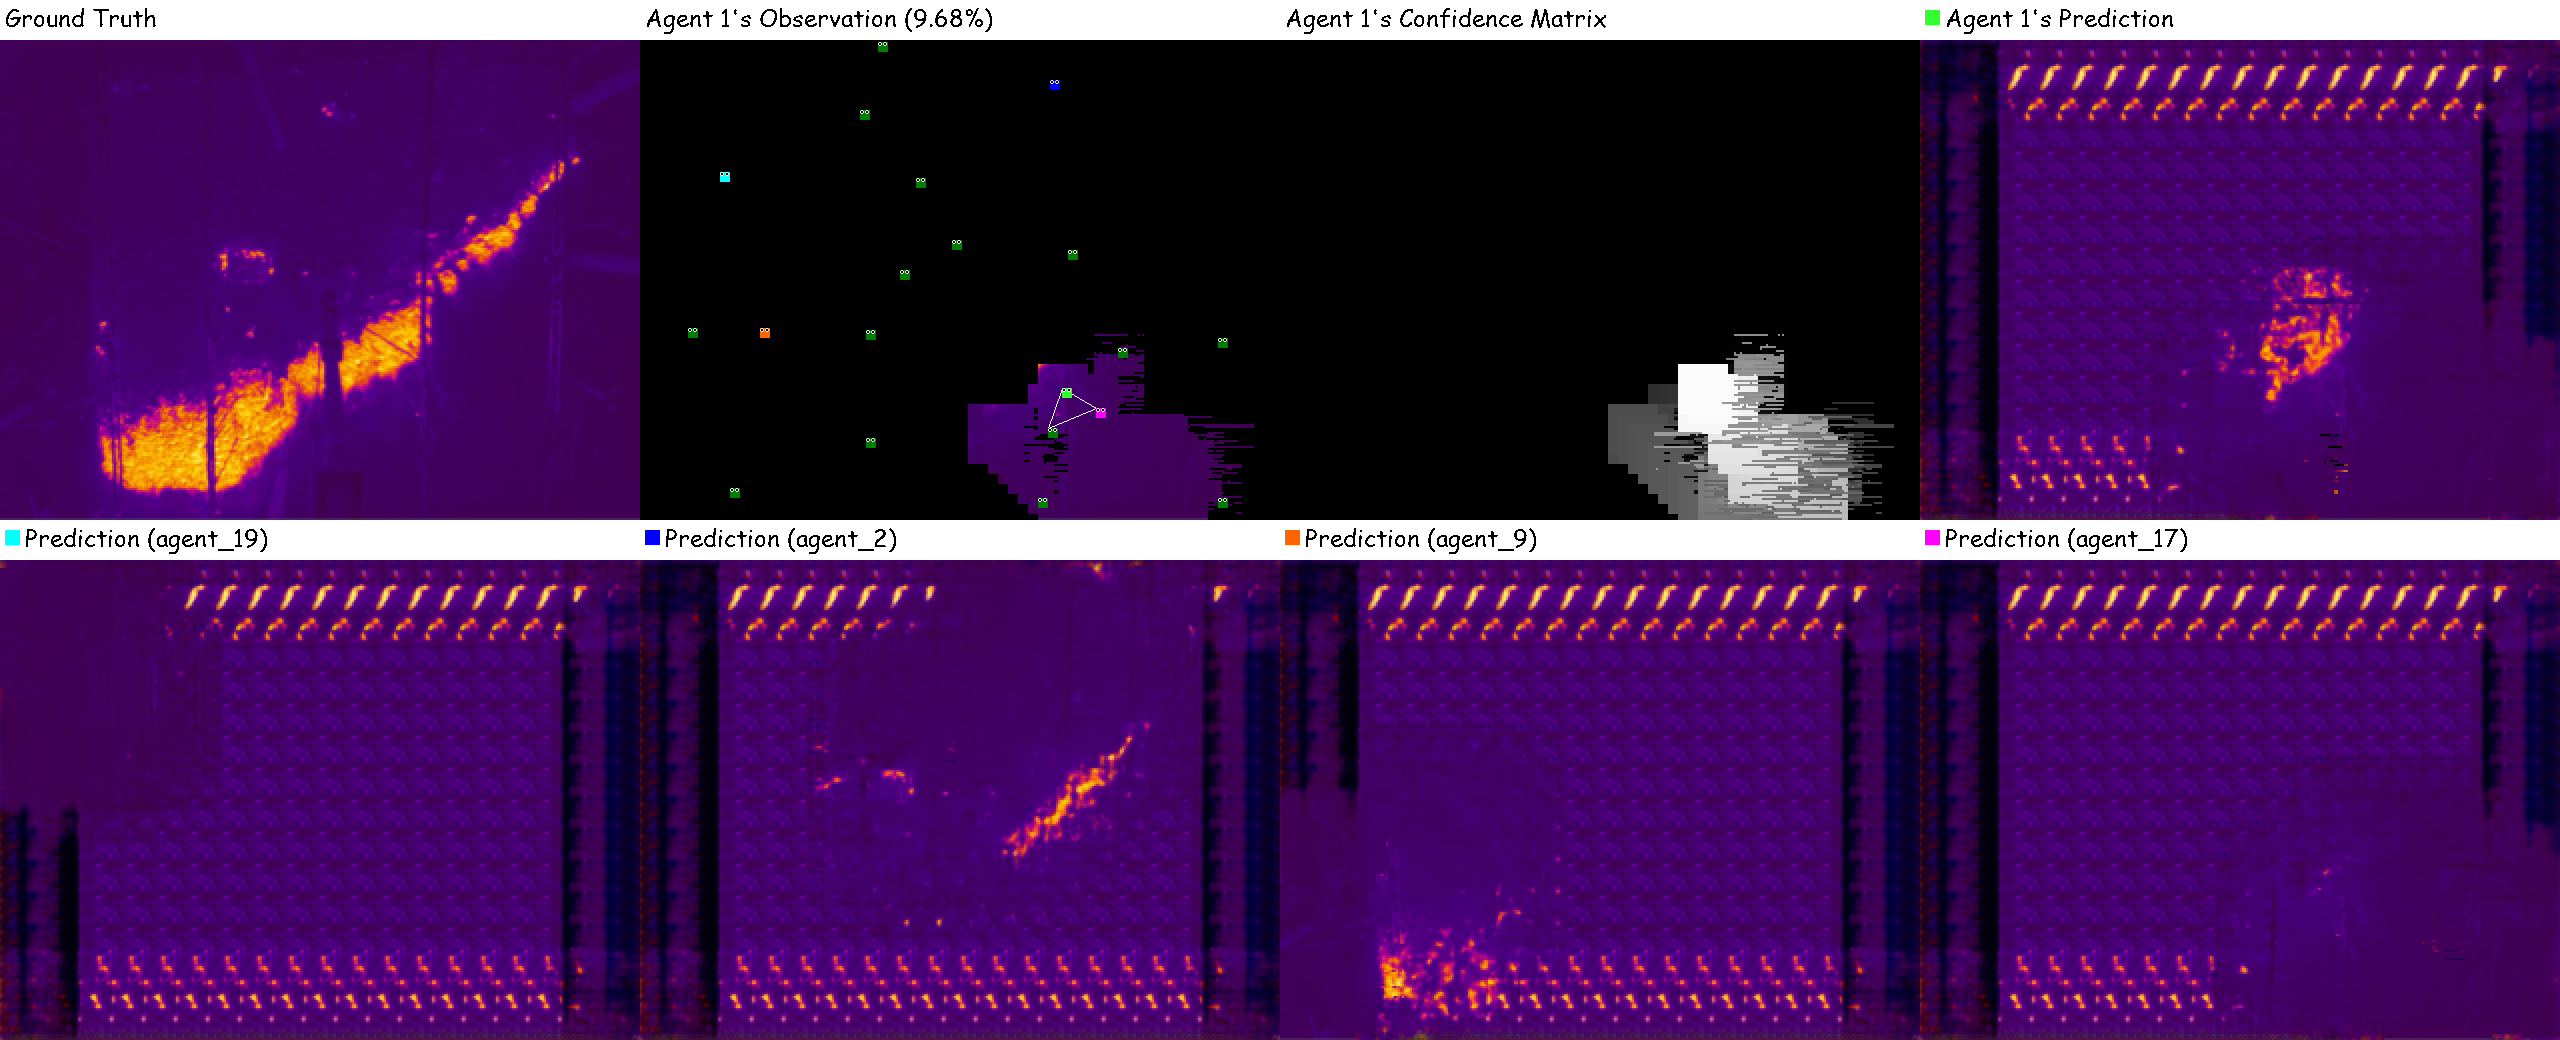 Ground Truth
Agent 1's Observation (9.68%)
Agent 1's Confidence Matrix
Agent 1's Prediction
Prediction (agent_19)
Prediction (agent_2)
Prediction (agent_9)
Prediction (agent_17)